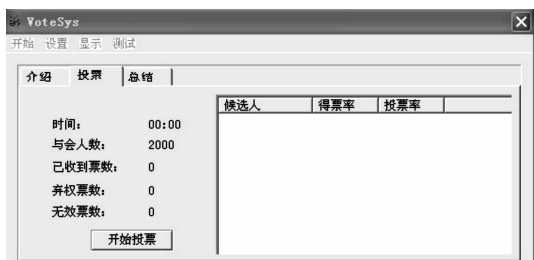 VoteSys
开始 设置 显示 测试
介绍 投票 总结
候选人 得票率 投票率
时间: 00:00
与会人数: 2000
已收到票数: 0
弃权票数: 0
无效票数: 0
开始投票